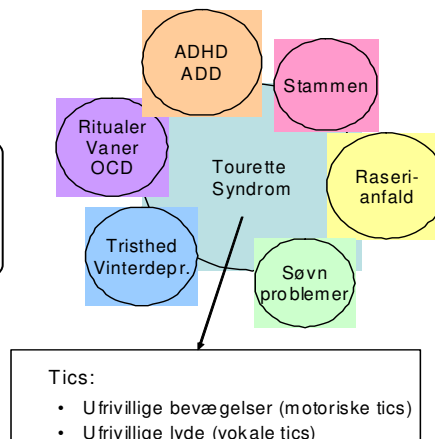 ADHD
ADD
Stammen
Ritualer
Vaner
OCD
Tourette
Syndrom
Raseri-
anfald
Tristhed
Vinterdepr.
Søvn
problemer
Tics:
• Ufrivillige bevægelser (motoriske tics)
• Ufrivillige lyde (vokale tics)